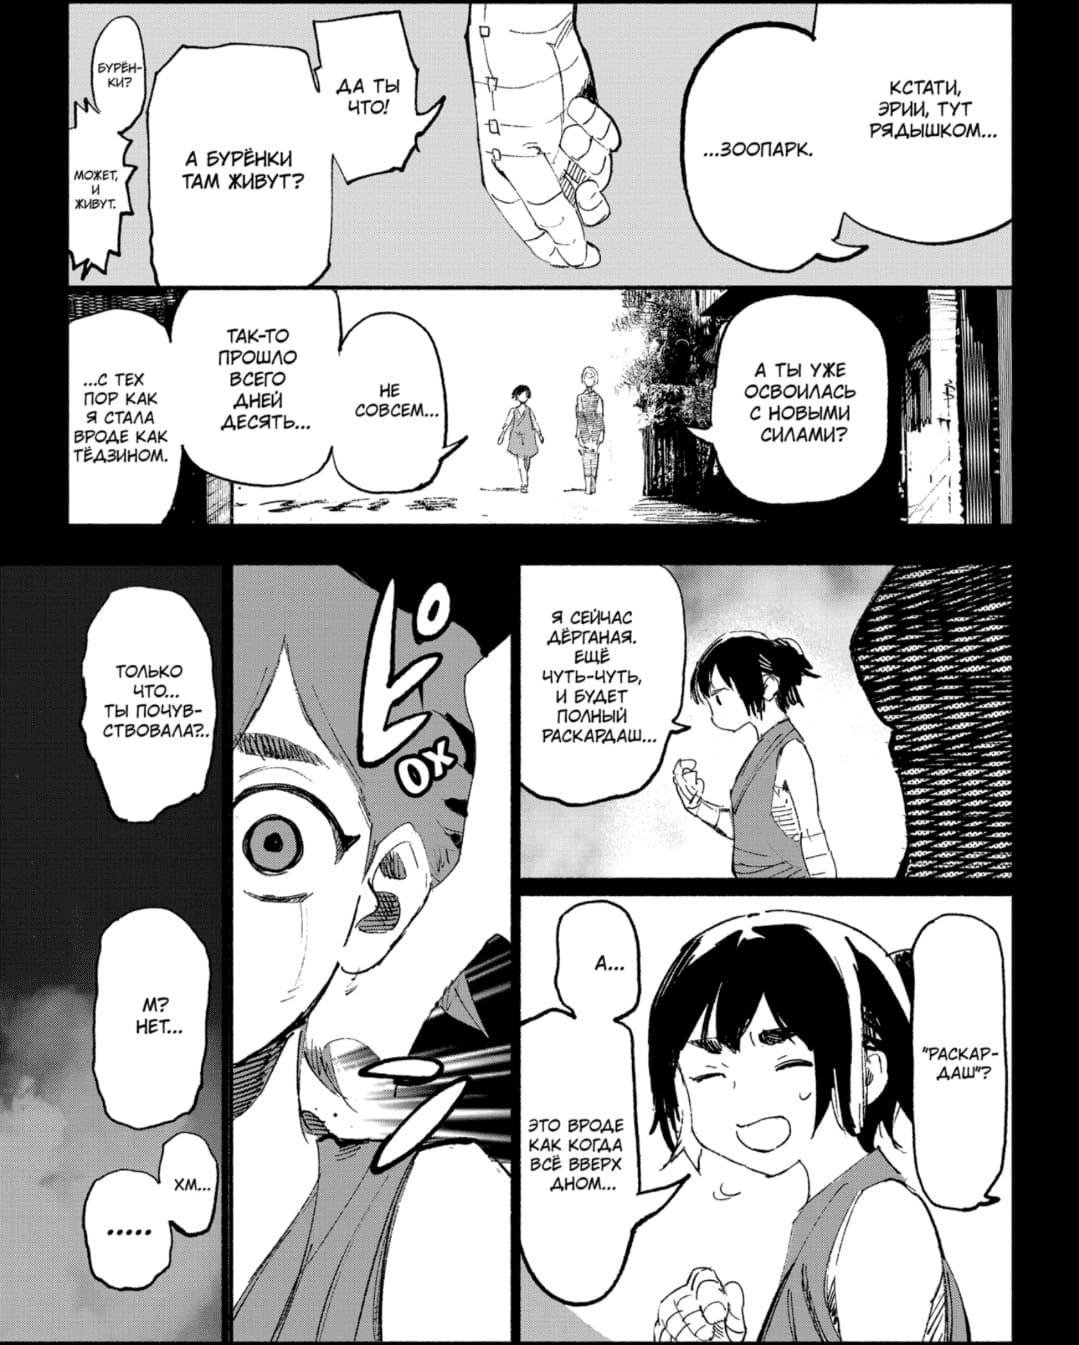 КСТАТИ,
ЭРИИ, ТУТ
РЯДЫШКОМ...
...ЗООПАРК.
ДА ТЫ
ЧТО!
А БУРЁНКИ
ТАМ ЖИВУТ?
БУРЁН-
КИ?
МОЖЕТ,
И
ЖИВУТ.
А ТЫ УЖЕ
ОСВОИЛАСЬ
С НОВЫМИ
СИЛАМИ?
НЕ
СОВСЕМ...
ТАК-ТО
ПРОШЛО
ВСЕГО
ДНЕЙ
ДЕСЯТЬ...
...С ТЕХ
ПОР КАК
Я СТАЛА
ВРОДЕ КАК
ТЁДЗИНОМ.
Я СЕЙЧАС
ДЁРГАНАЯ.
ЕЩЁ
ЧУТЬ-ЧУТЬ,
И БУДЕТ
ПОЛНЫЙ
РАСКАРДАШ...
"РАСКАР-
ДАШ"?
А...
ЭТО ВРОДЕ
КАК КОГДА
ВСЁ ВВЕРХ
ДНОМ...
ピ
ОХ
ТОЛЬКО
ЧТО...
ТЫ ПОЧУВ-
СТВОВАЛА?..
М?
НЕТ...
ХМ...
.....